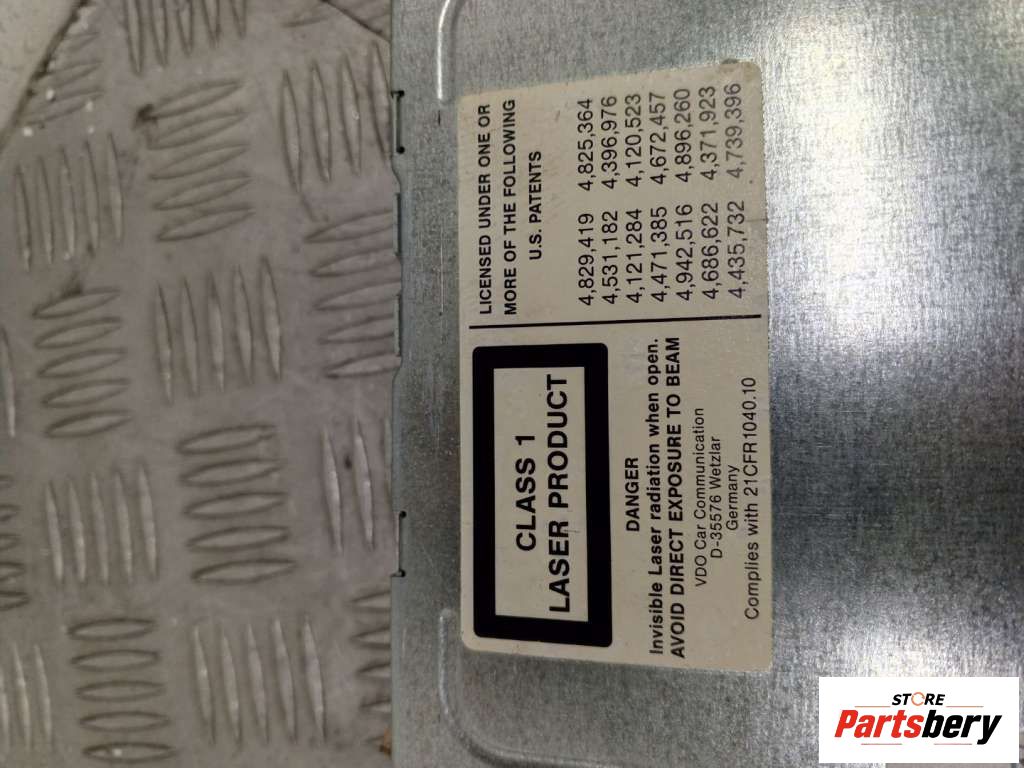 CLASS 1
LASER PRODUCT
DANGER
Invisible Laser radiation when open.
AVOID DIRECT EXPOSURE TO BEAM
VDO Car Communication
D-35576 Wetzlar
Germany
Complies with 21CFR1040.10
LICENSED UNDER ONE OR
MORE OF THE FOLLOWING
U.S. PATENTS
4,829,419 4,825,364
4,531,182 4,396,976
4,121,284 4,120,523
4,471,385 4,672,457
4,942,516 4,896,260
4,686,622 4,371,923
4,435,732 4,739,396
STORE
Partsbery